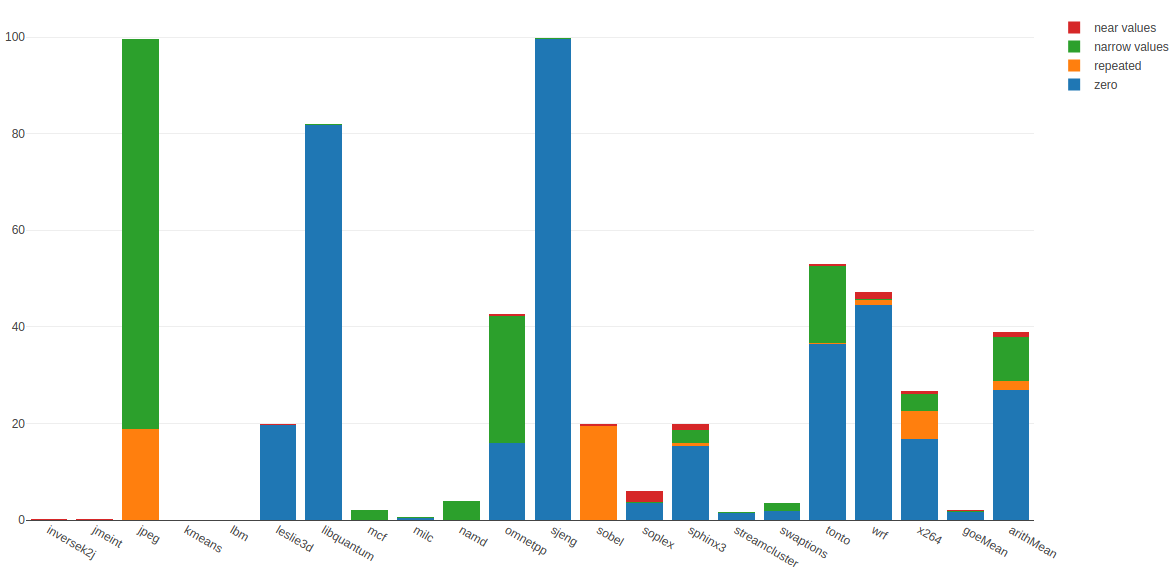 100
80
60
40
20
0
inversek2j
jmeint
jpeg
kmeans
lbm
leslie3d
libquantum
mcf
milc
namd
omnetpp
sjeng
sobel
soplex
sphinx3
streamcluster
swaptions
tonto
wrf
x264
goeMean
arithMean
near values
narrow values
repeated
zero